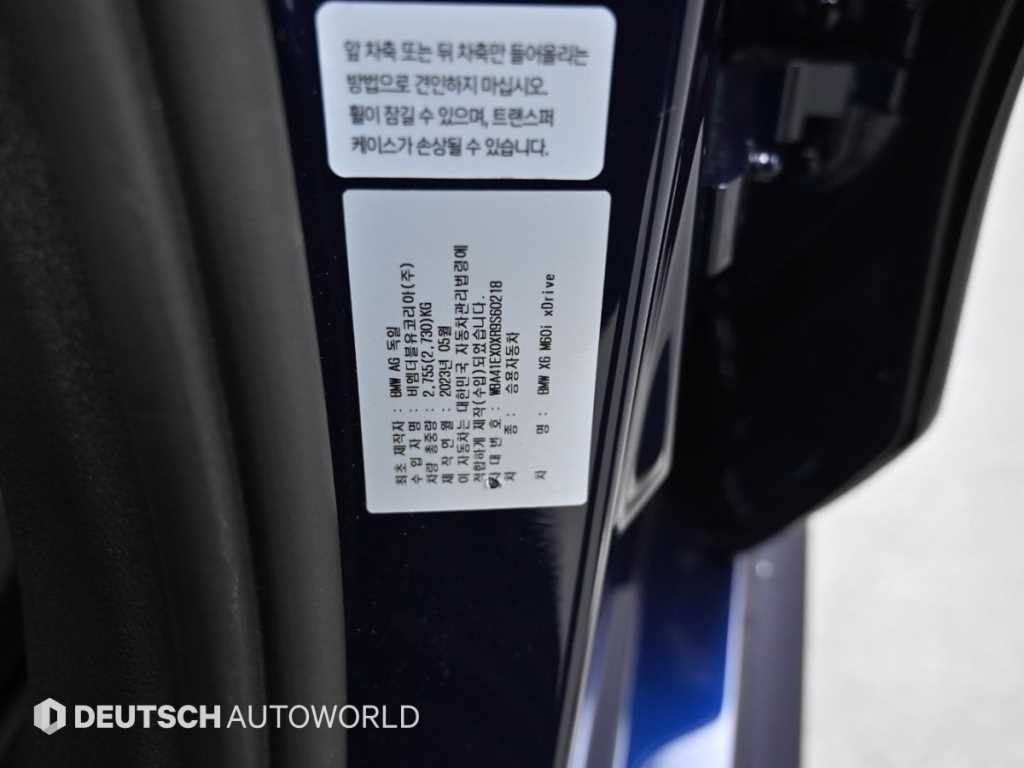 앞 차축 또는 뒤 차축만 들어올리는
방법으로 견인하지 마십시오.
휠이 잠길 수 있으며, 트랜스퍼
케이스가 손상될 수 있습니다.
최초 제작사 : BMW AG 독일
수 입 자 명 : 비엠더블유코리아(주)
차량 총중량 : 2,755(2,730)KG
제 작 연 월 : 2023년 05월
이 자동차는 대한민국 자동차관리법령에
적합하게 제작(수입)되었습니다.
차 대 번 호 : WBA41EX0XR9S60218
차 종 : 승용자동차
차 명 : BMW X6 M60i xDrive
DEUTSCH AUTOWORLD